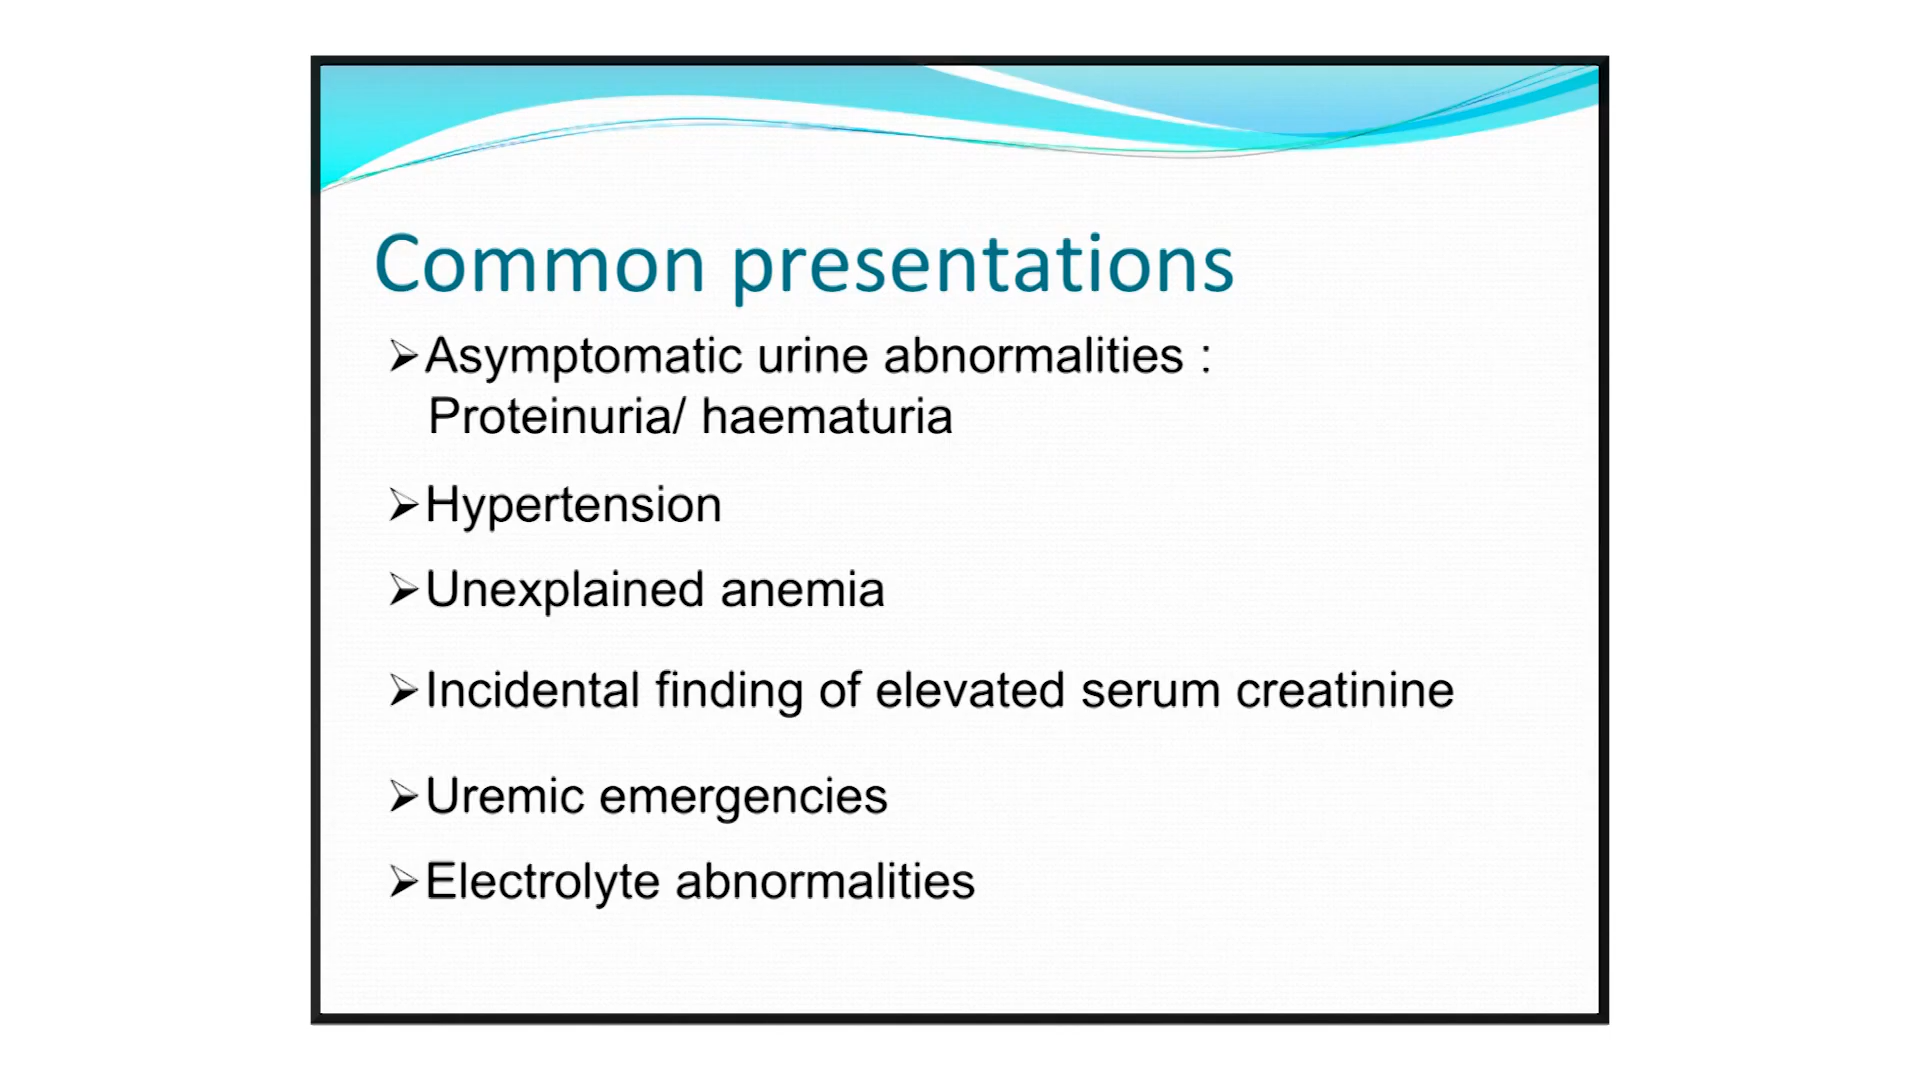 Common presentations
➢Asymptomatic urine abnormalities :
Proteinuria/ haematuria
➢Hypertension
➢Unexplained anemia
➢Incidental finding of elevated serum creatinine
➢Uremic emergencies
➢Electrolyte abnormalities